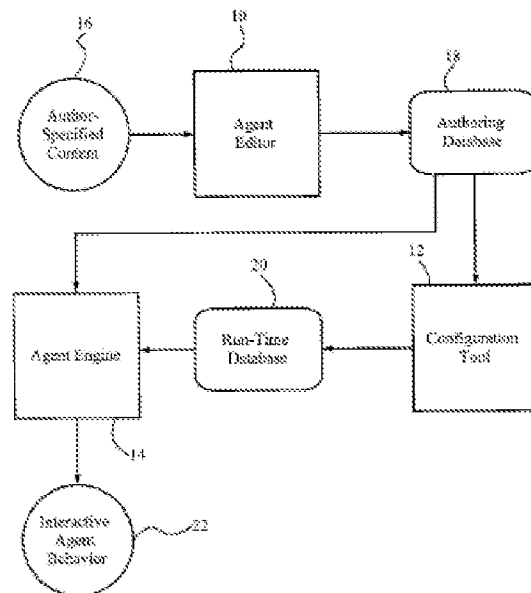 16
10
18
Author-
Specified
Content
Agent
Editor
Authoring
Database
12
20
Agent Engine
Run-Time
Database
Configuration
Tool
14
Interactive
Agent
Behavior
22